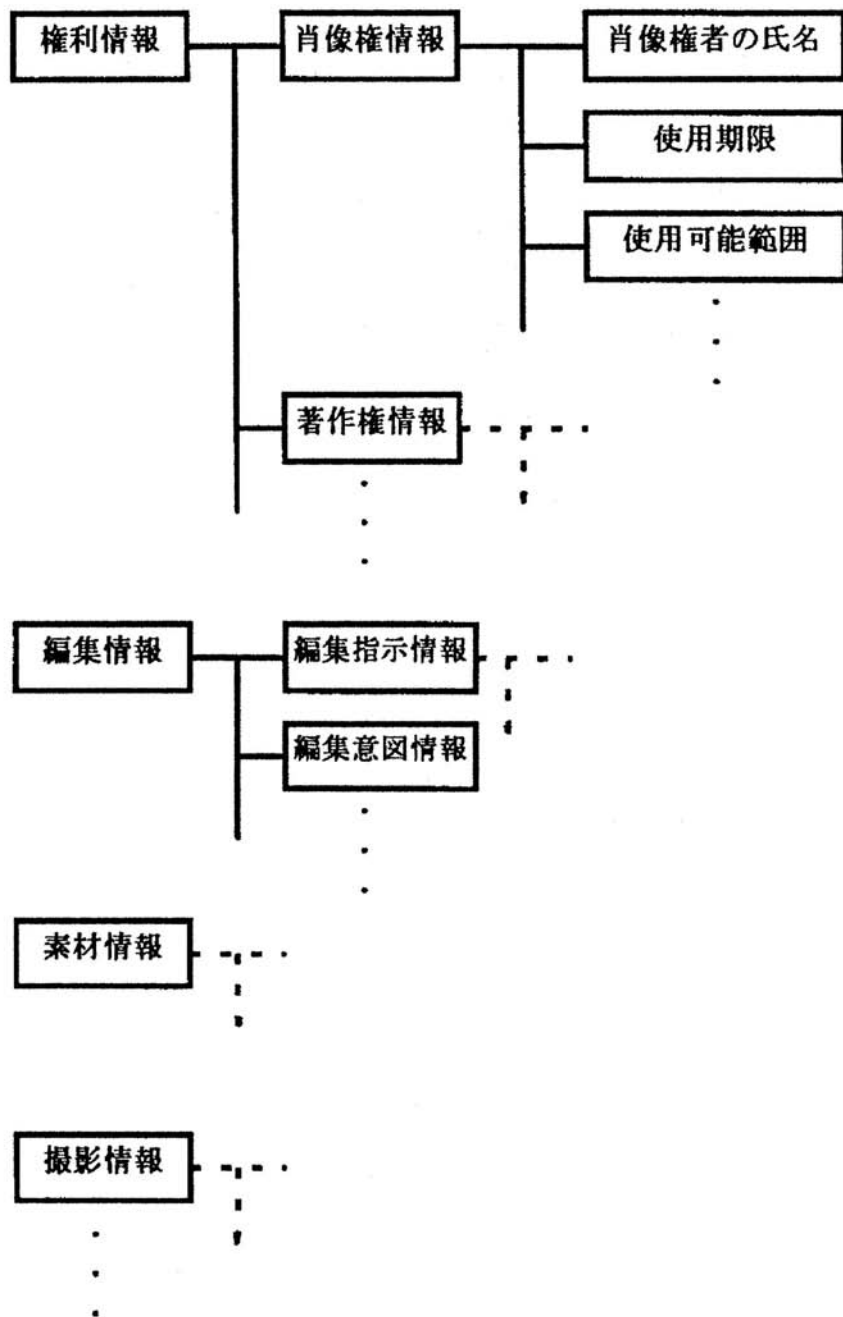 権利情報
肖像権情報
肖像権者の氏名
使用期限
使用可能範囲
著作権情報
編集情報
編集指示情報
編集意図情報
素材情報
撮影情報